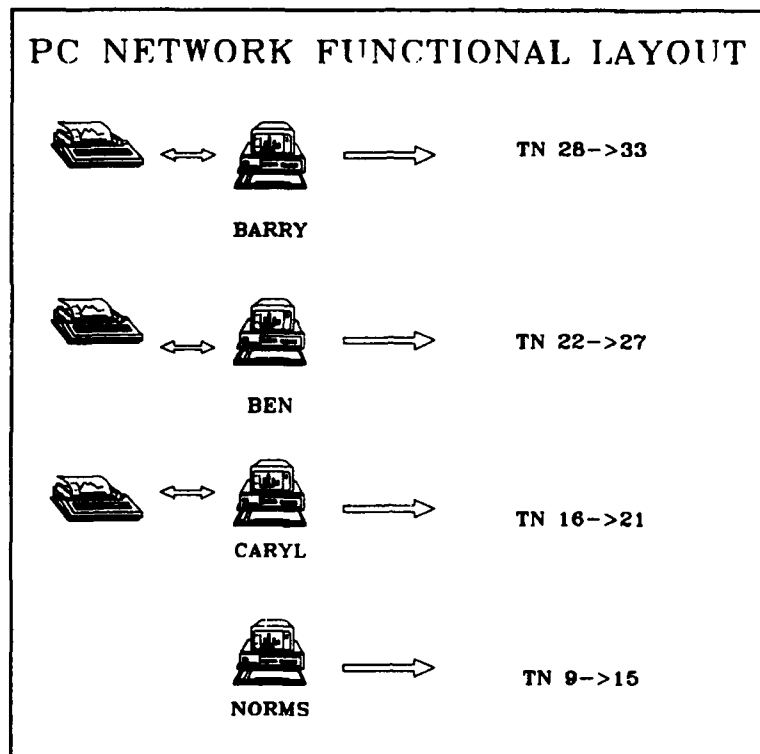 PC NETWORK FUNCTIONAL LAYOUT
TN 28->33
BARRY
TN 22->27
BEN
TN 16->21
CARYL
TN 9->15
NORMS